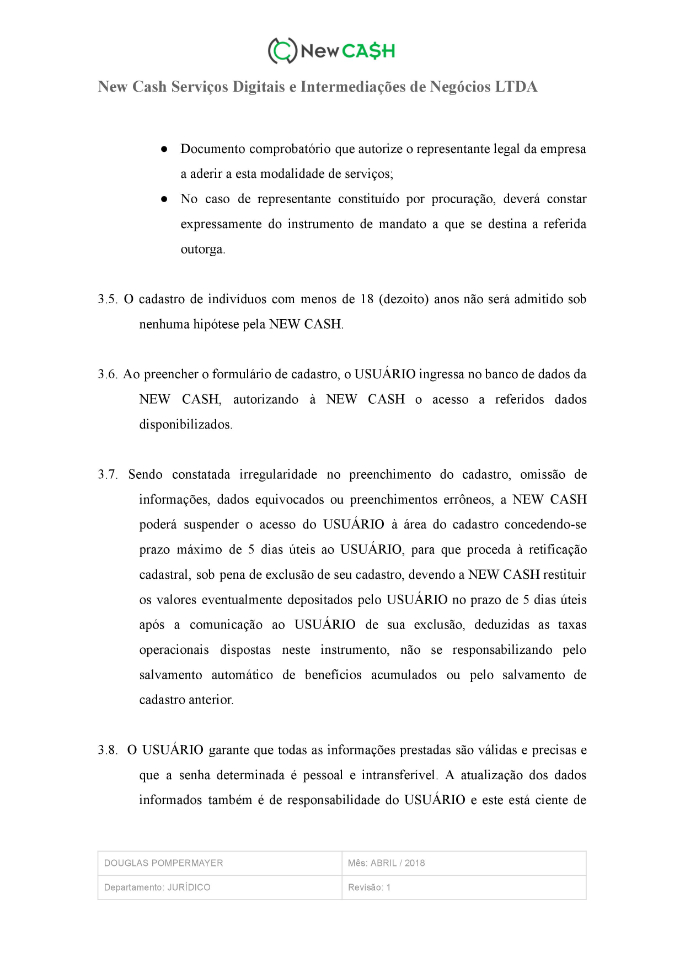 New CA$H
New Cash Serviços Digitais e Intermediações de Negócios LTDA
● Documento comprobatório que autorize o representante legal da empresa
a aderir a esta modalidade de serviços;
● No caso de representante constituído por procuração, deverá constar
expressamente do instrumento de mandato a que se destina a referida
outorga.
3.5. O cadastro de indivíduos com menos de 18 (dezoito) anos não será admitido sob
nenhuma hipótese pela NEW CASH.
3.6. Ao preencher o formulário de cadastro, o USUÁRIO ingressa no banco de dados da
NEW CASH, autorizando à NEW CASH o acesso a referidos dados
disponibilizados.
3.7. Sendo constatada irregularidade no preenchimento do cadastro, omissão de
informações, dados equivocados ou preenchimentos errôneos, a NEW CASH
poderá suspender o acesso do USUÁRIO à área do cadastro concedendo-se
prazo máximo de 5 dias úteis ao USUÁRIO, para que proceda à retificação
cadastral, sob pena de exclusão de seu cadastro, devendo a NEW CASH restituir
os valores eventualmente depositados pelo USUÁRIO no prazo de 5 dias úteis
após a comunicação ao USUÁRIO de sua exclusão, deduzidas as taxas
operacionais dispostas neste instrumento, não se responsabilizando pelo
salvamento automático de benefícios acumulados ou pelo salvamento de
cadastro anterior.
3.8. O USUÁRIO garante que todas as informações prestadas são válidas e precisas e
que a senha determinada é pessoal e intransferível. A atualização dos dados
informados também é de responsabilidade do USUÁRIO e este está ciente de
DOUGLAS POMPERMAYER
Mês: ABRIL / 2018
Departamento: JURÍDICO
Revisão: 1